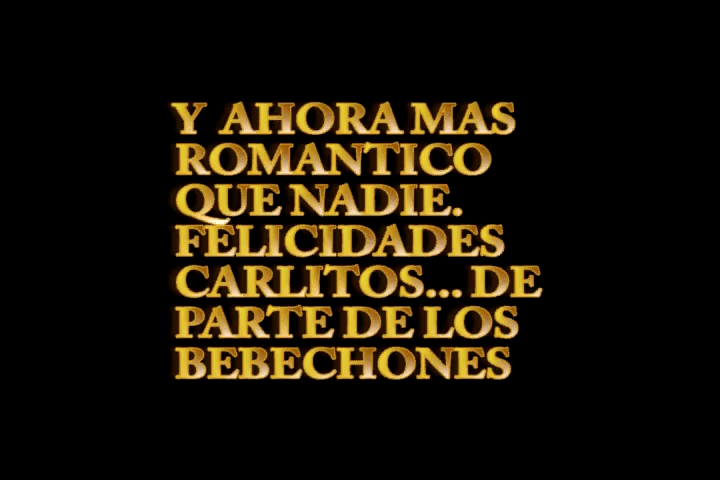 Y AHORA MAS
ROMANTICO
QUE NADIE.
FELICIDADES
CARLITOS... DE
PARTE DE LOS
BEBECHONES